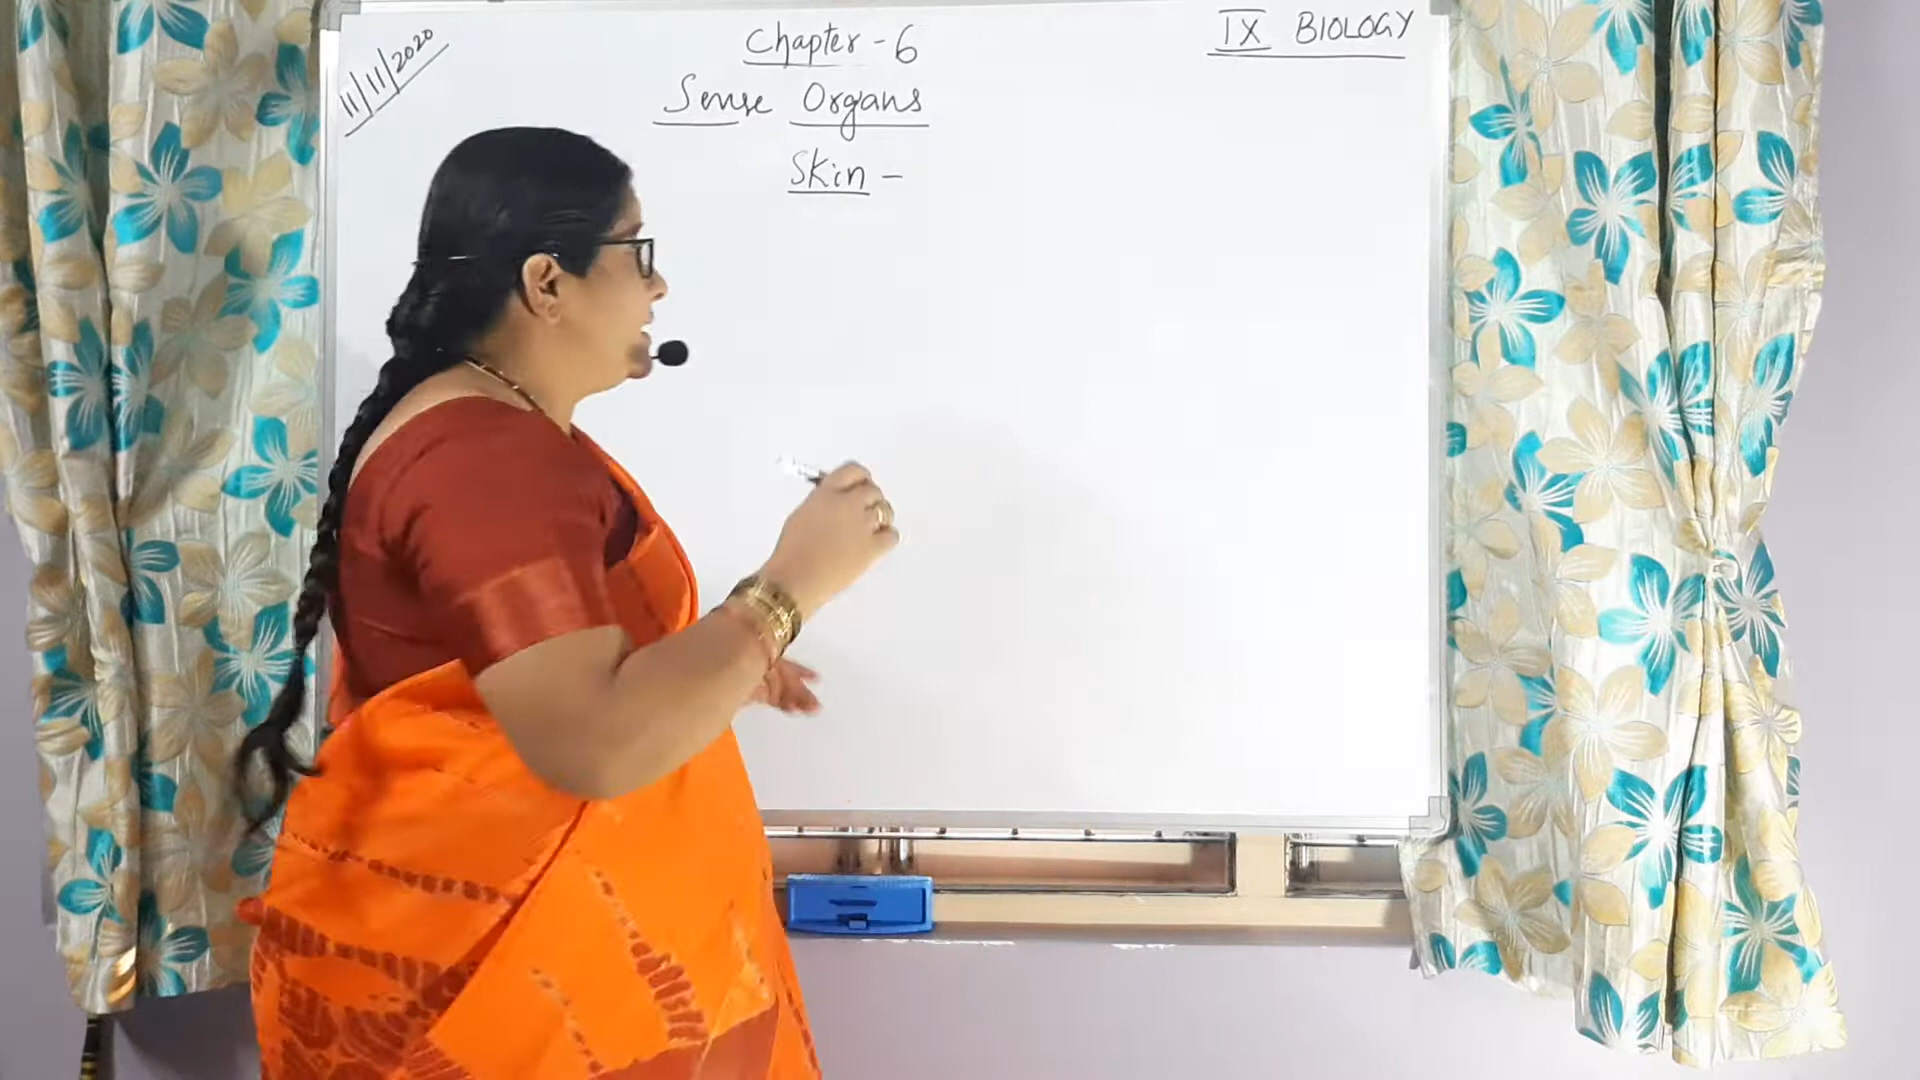 11/11/2020
Chapter - 6
IX BIOLOGY
Sense Organs
Skin -